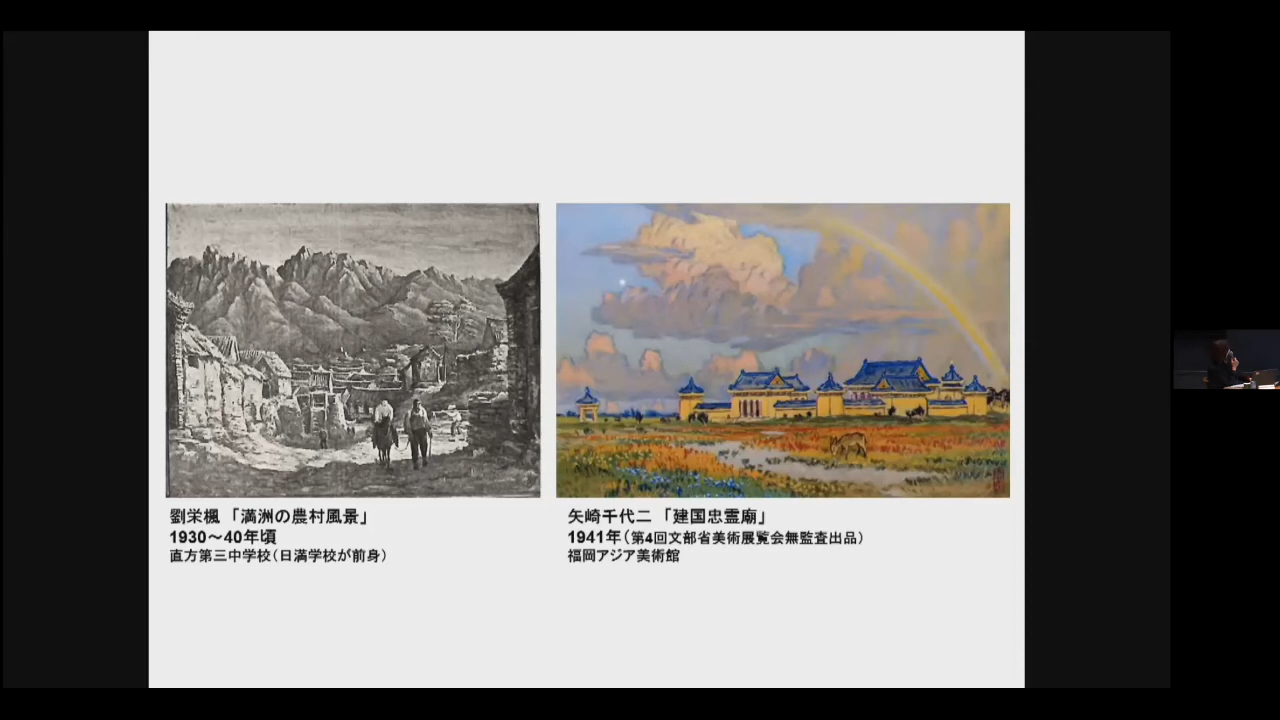 劉栄楓 「満洲の農村風景」
1930～40年頃
直方第三中学校(日満学校が前身)
矢崎千代二 「建国忠霊廟」
1941年(第4回文部省美術展覧会無監査出品)
福岡アジア美術館